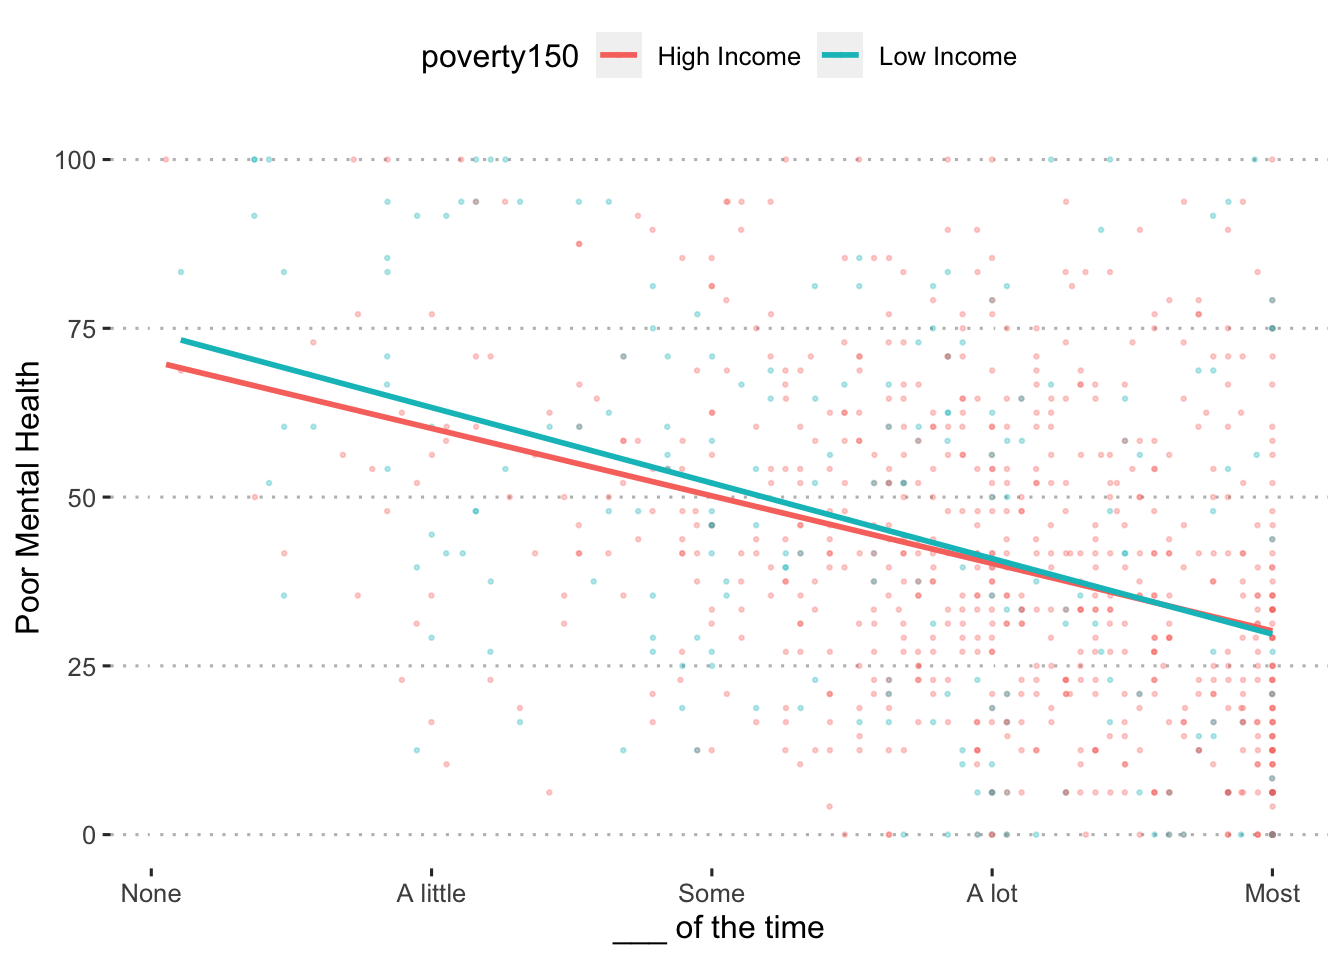 poverty150 High Income Low Income
100
75
50
25
0
Poor Mental Health
None A little Some A lot Most
___ of the time